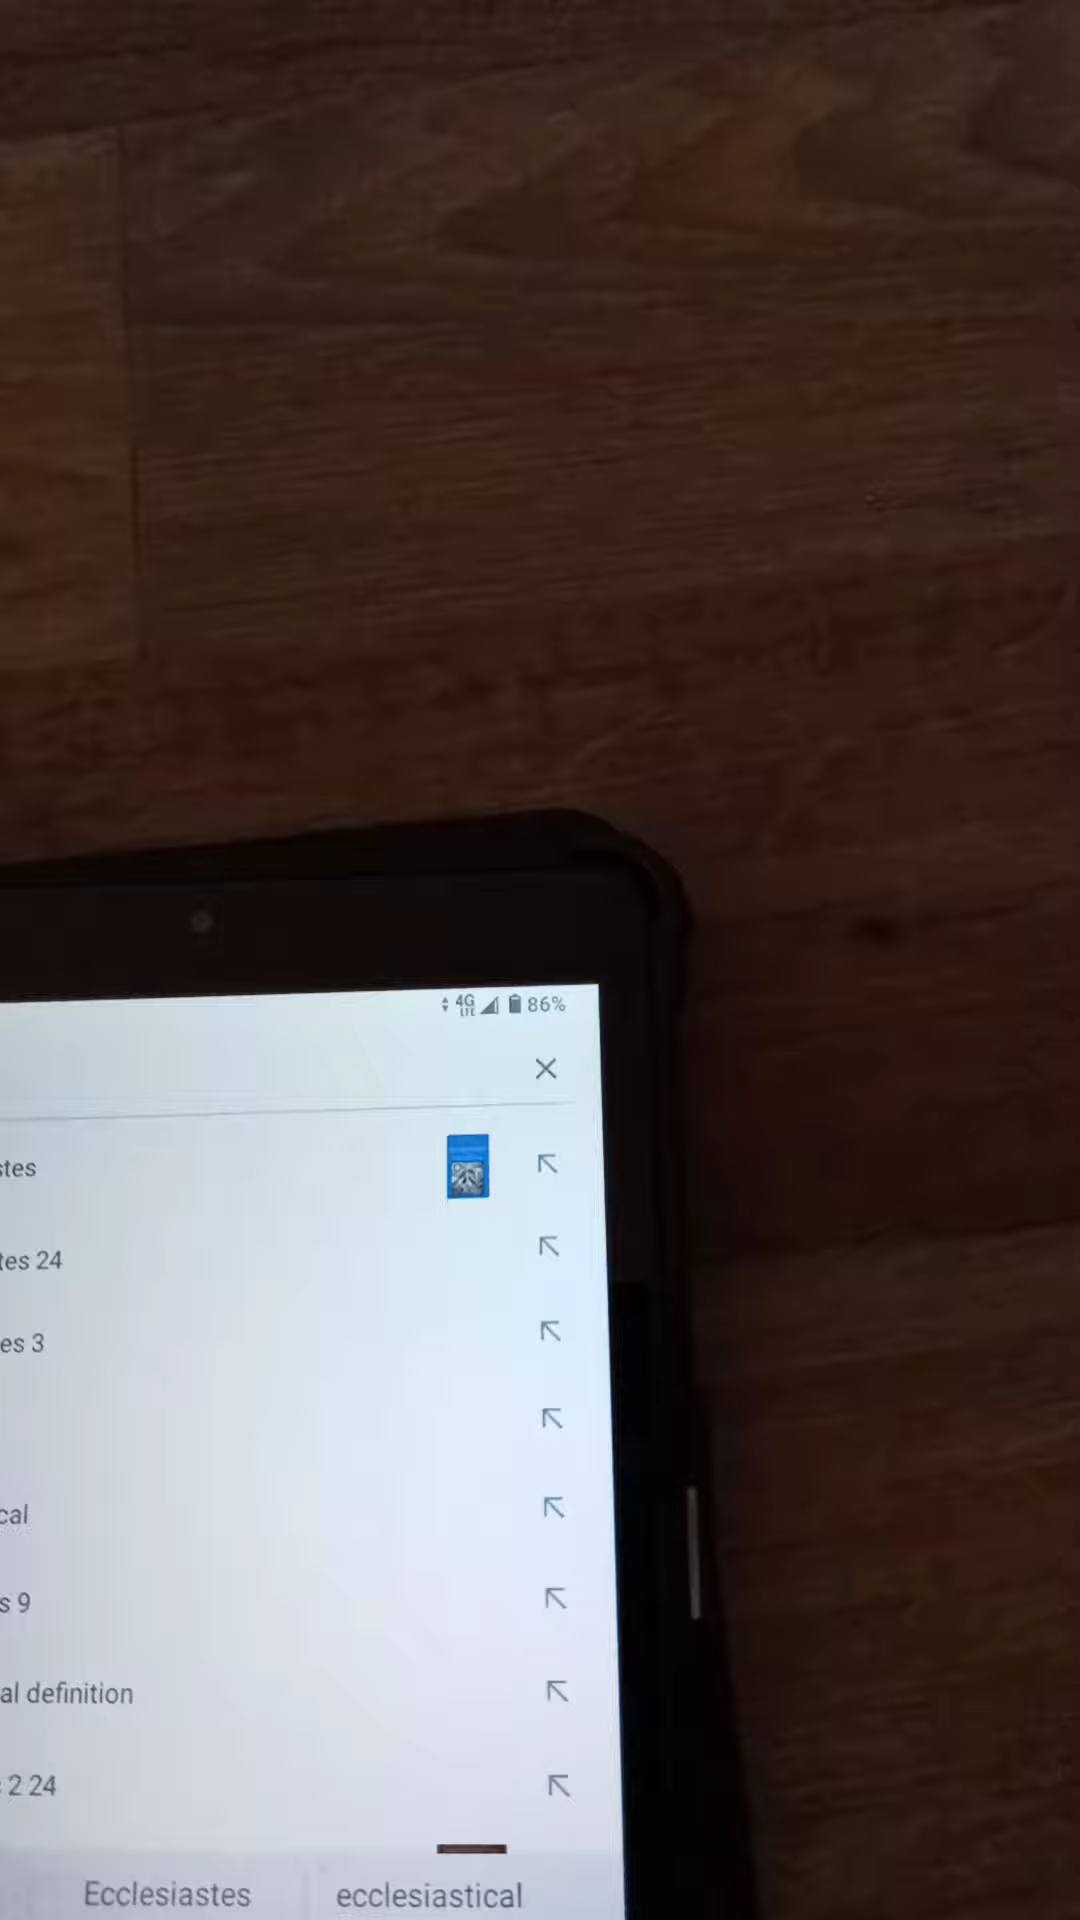 4G LTE 86%
stes
tes 24
es 3
cal
s 9
al definition
2 24
Ecclesiastes ecclesiastical